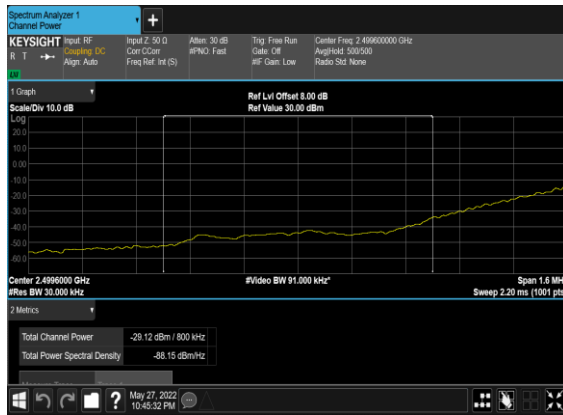 Spectrum Analyzer 1
Channel Power
KEYSIGHT Input: RF Input Z: 50 Ω Atten: 30 dB Trig: Free Run Center Freq: 2.499600000 GHz
R T Coupling: DC Corr CCorr #PNO: Fast Gate: Off Avg|Hold: 500/500
Align: Auto Freq Ref: Int (S) #IF Gain: Low Radio Std: None
1 Graph
Ref Lvl Offset 8.00 dB
Scale/Div 10.0 dB Ref Value 30.00 dBm
Log
20.0
10.0
0.00
-10.0
-20.0
-30.0
-40.0
-50.0
-60.0
Center 2.4996000 GHz #Video BW 91.000 kHz* Span 1.6 MH
#Res BW 30.000 kHz Sweep 2.20 ms (1001 pts
2 Metrics
Total Channel Power -29.12 dBm / 800 kHz
Total Power Spectral Density -88.15 dBm/Hz
May 27, 2022
10:45:32 PM